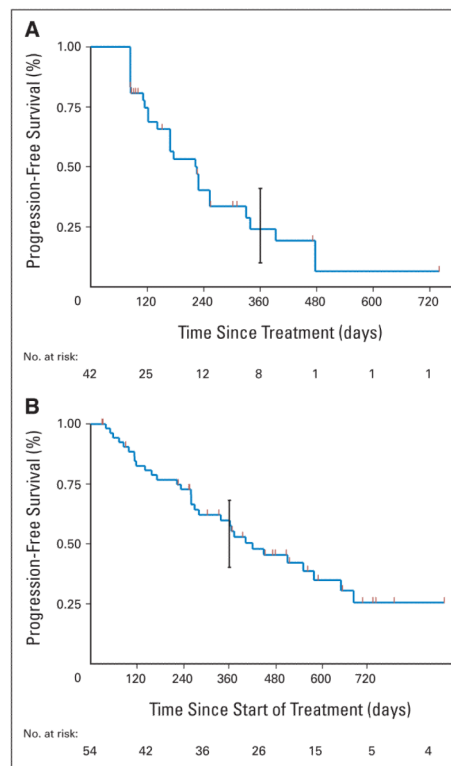 A
1.00
0.75
0.50
0.25
0
Progression-Free Survival (%)
120 240 360 480 600 720
Time Since Treatment (days)
No. at risk:
42 25 12 8 1 1 1
B
1.00
0.75
0.50
0.25
0
Progression-Free Survival (%)
120 240 360 480 600 720
Time Since Start of Treatment (days)
No. at risk:
54 42 36 26 15 5 4